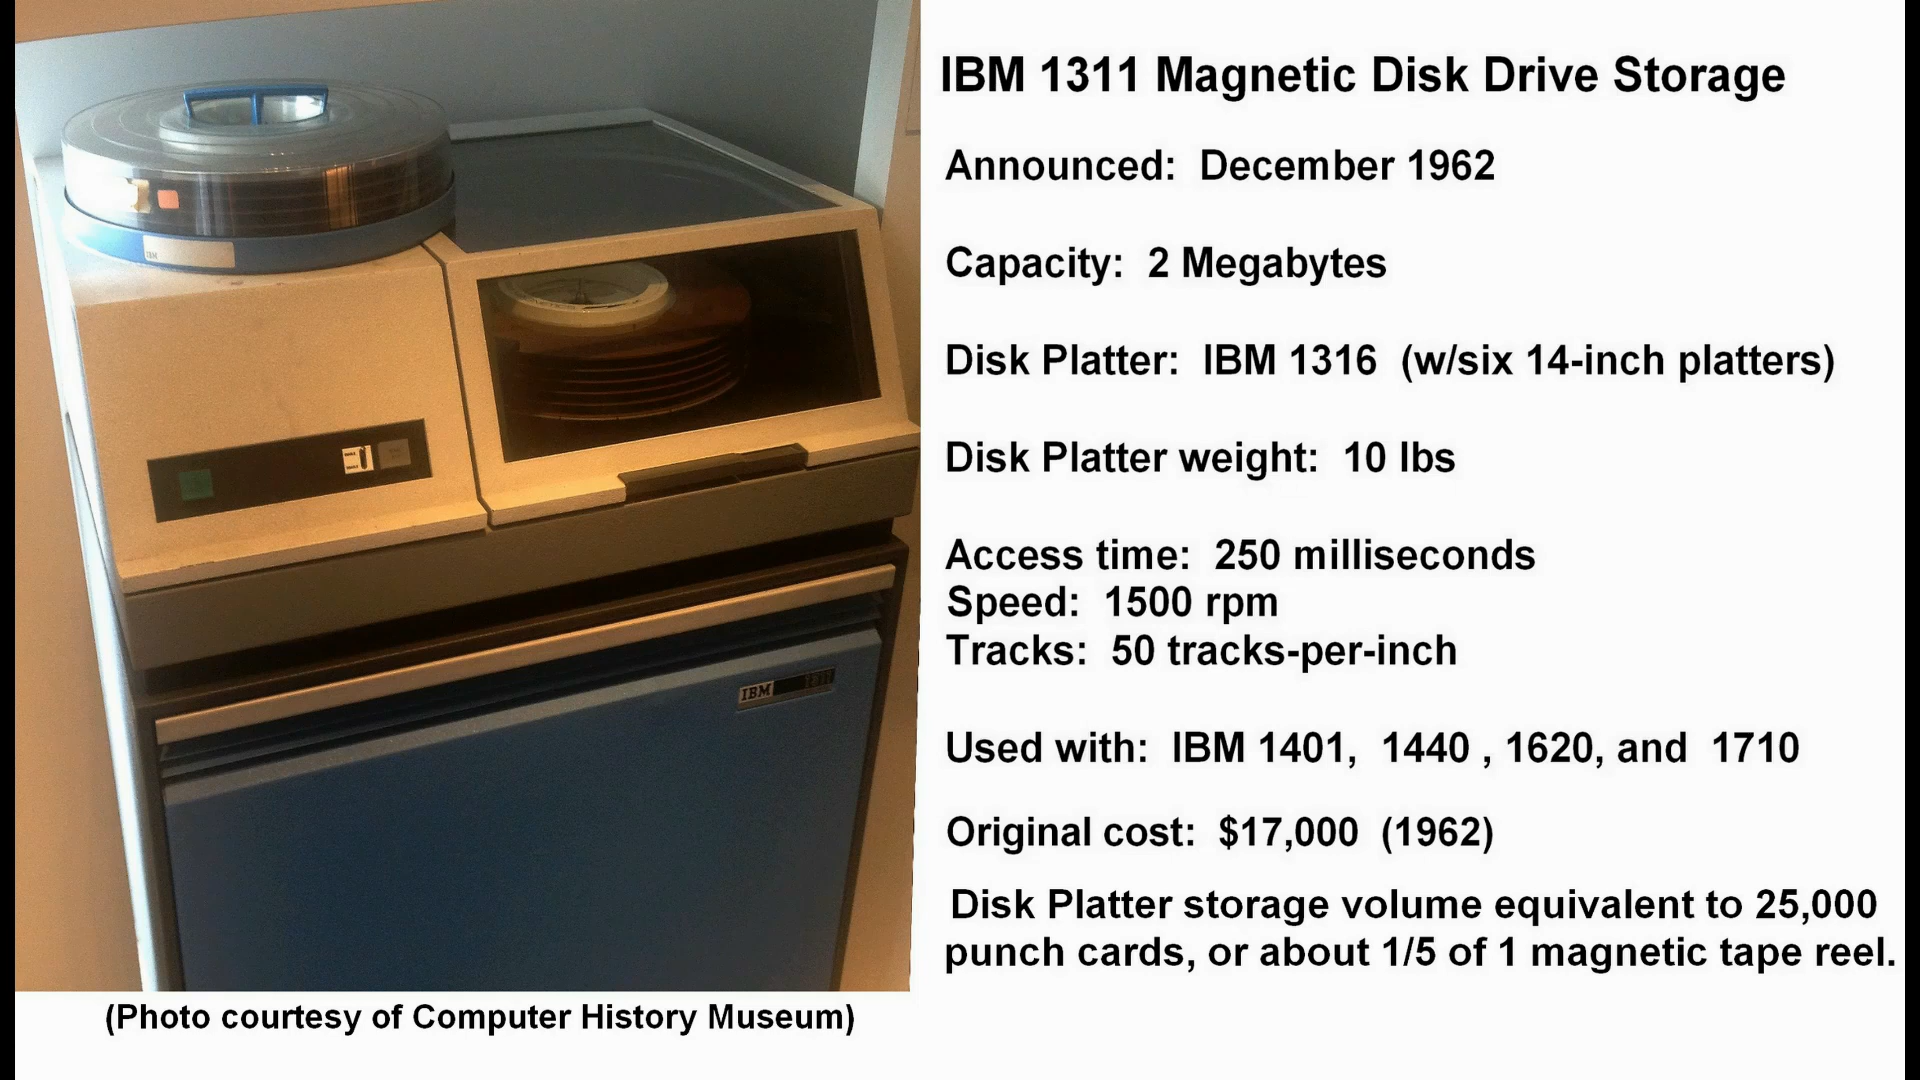 IBM 1311 Magnetic Disk Drive Storage
Announced: December 1962
Capacity: 2 Megabytes
Disk Platter: IBM 1316 (w/six 14-inch platters)
Disk Platter weight: 10 lbs
Access time: 250 milliseconds
Speed: 1500 rpm
Tracks: 50 tracks-per-inch
Used with: IBM 1401, 1440 , 1620, and 1710
Original cost: $17,000 (1962)
Disk Platter storage volume equivalent to 25,000
punch cards, or about 1/5 of 1 magnetic tape reel.
IBM
IBM 1311
(Photo courtesy of Computer History Museum)